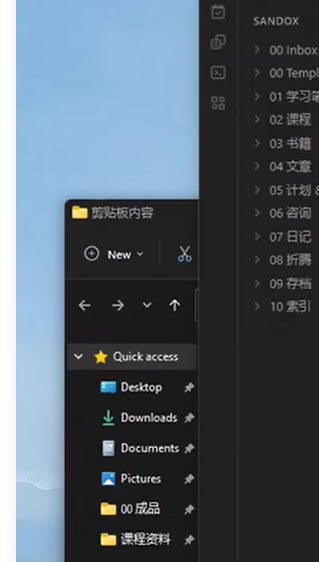 SANDOX
00 Inbox
00 Templ
01 学习笔
02 课程
03 书籍
04 文章
05 计划 &
06 咨询
07 日记
08 折腾
09 存档
10 索引
剪贴板内容
New
Quick access
Desktop
Downloads
Documents
Pictures
00 成品
课程资料